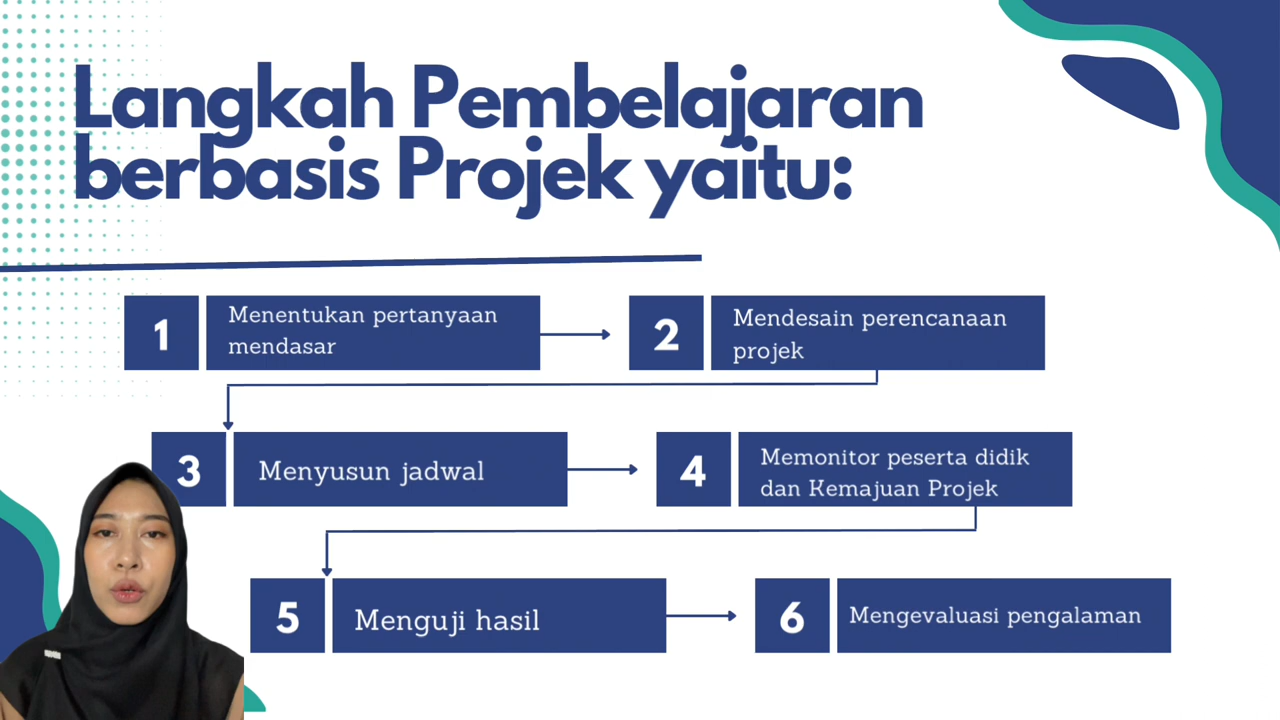 Langkah Pembelajaran
berbasis Projek yaitu:
1
Menentukan pertanyaan
mendasar
2
Mendesain perencanaan
projek
3
Menyusun jadwal
4
Memonitor peserta didik
dan Kemajuan Projek
5
Menguji hasil
6
Mengevaluasi pengalaman